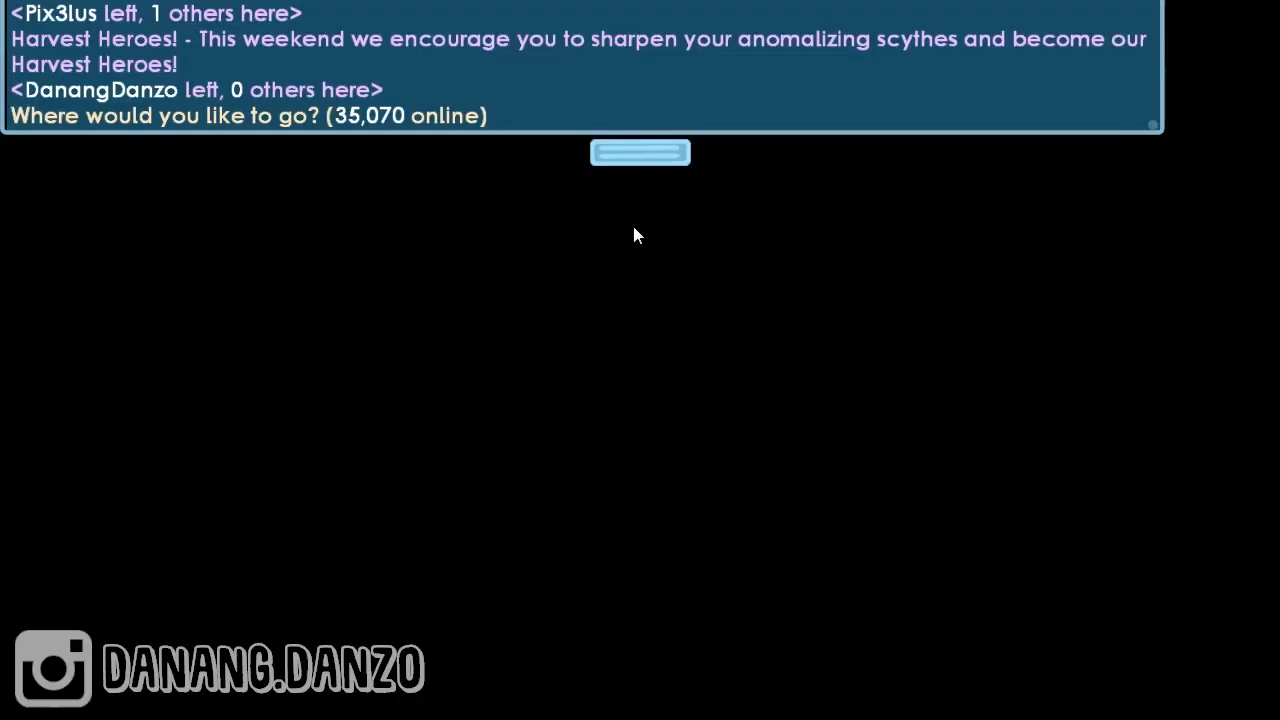 <Pix3lus left, 1 others here>
Harvest Heroes! - This weekend we encourage you to sharpen your anomalizing scythes and become our
Harvest Heroes!
<DanangDanzo left, 0 others here>
Where would you like to go? (35,070 online)
DANANG.DANZO